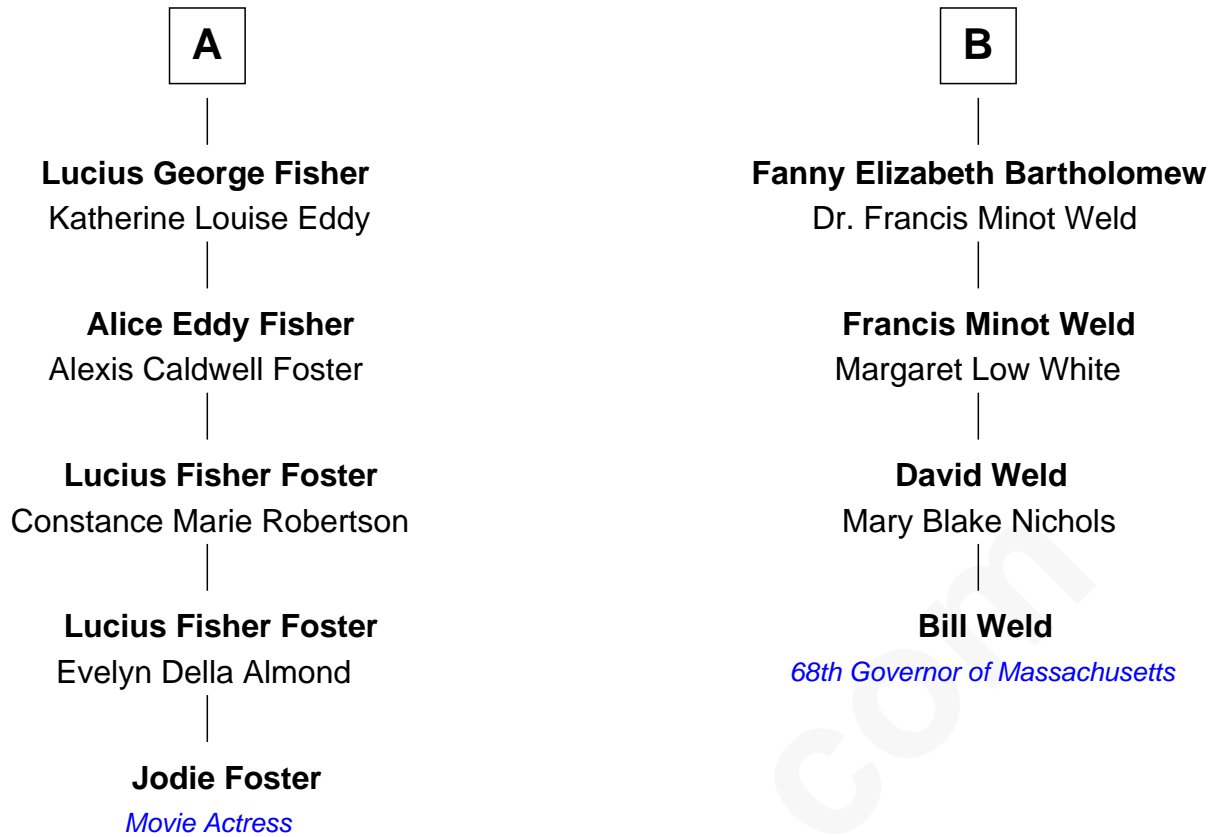 A
Lucius George Fisher
Katherine Louise Eddy
Alice Eddy Fisher
Alexis Caldwell Foster
Lucius Fisher Foster
Constance Marie Robertson
Lucius Fisher Foster
Evelyn Della Almond
Jodie Foster
Movie Actress
B
Fanny Elizabeth Bartholomew
Dr. Francis Minot Weld
Francis Minot Weld
Margaret Low White
David Weld
Mary Blake Nichols
Bill Weld
68th Governor of Massachusetts
com